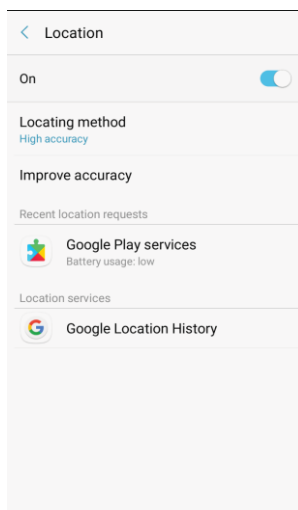 Location
On
Locating method
High accuracy
Improve accuracy
Recent location requests
Google Play services
Battery usage: low
Location services
Google Location History